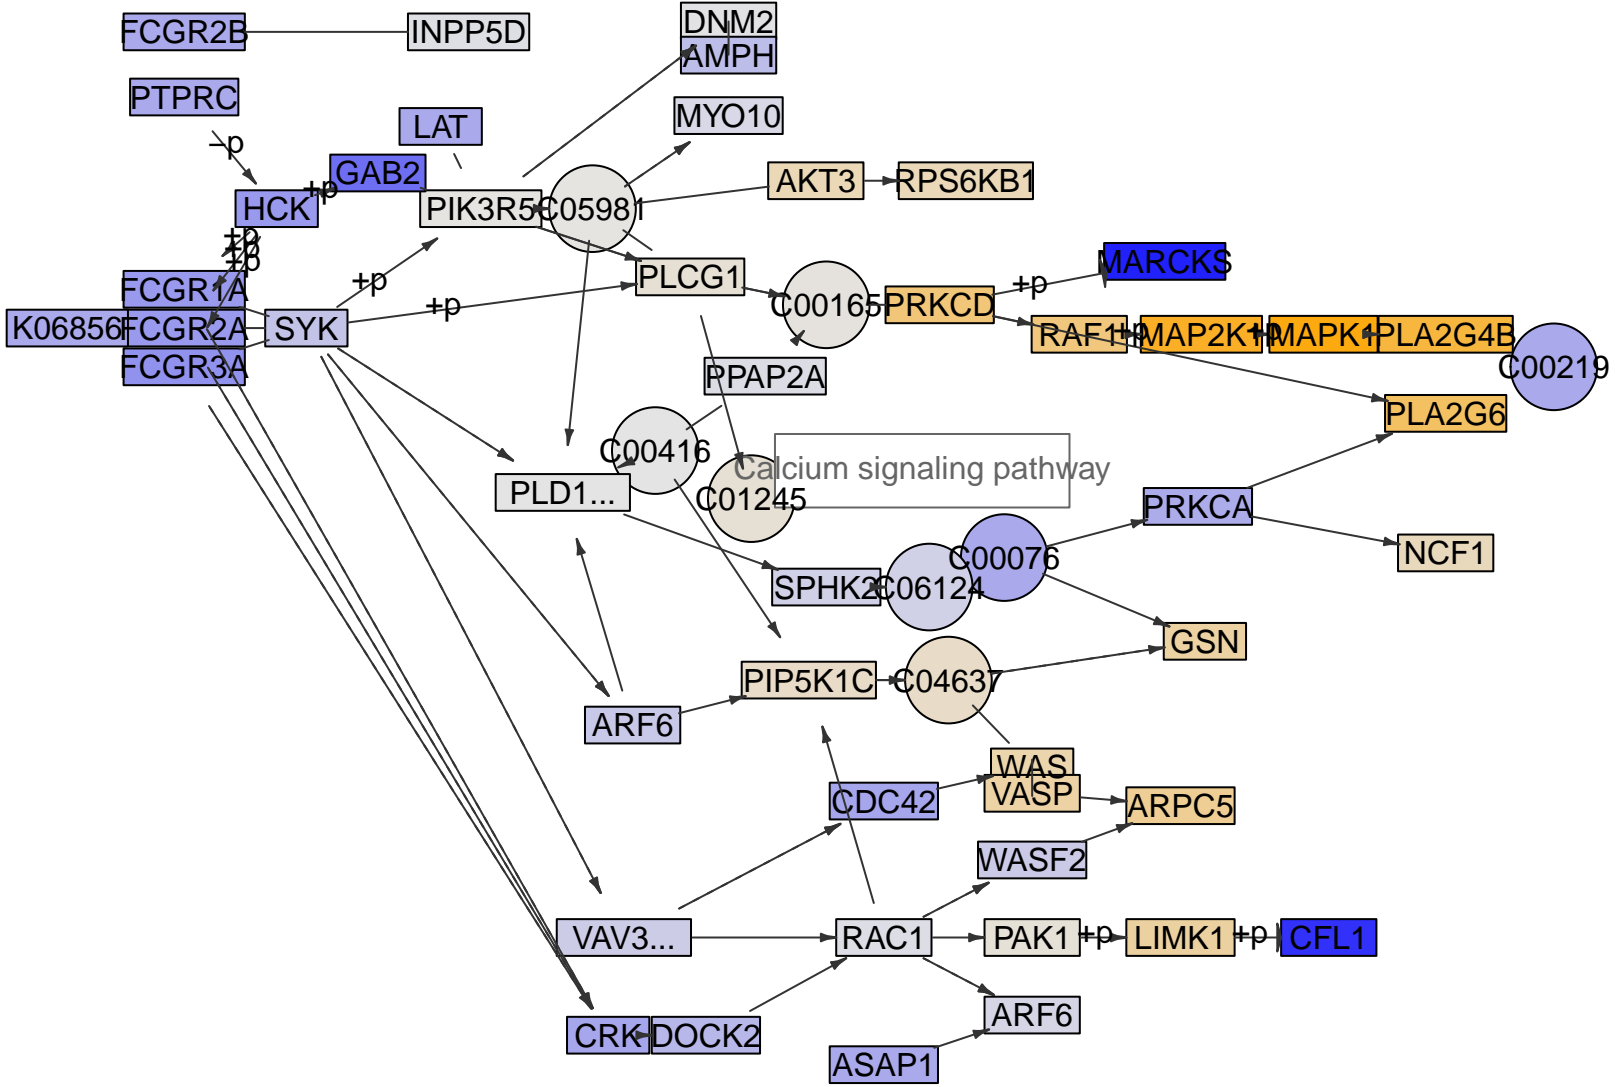 DNM2
FCGR2B
INPP5D
AMPH
PTPRC
MYO10
LAT
–p
GAB2
AKT3
RPS6KB1
+p
HCK
PIK3R5
C05981
+p
+p
+p
MARCKS
FCGR1A
+p
PLCG1
+p
+p
C00165
PRKCD
K06856
FCGR2A
SYK
RAF1
+p
MAP2K1
+p
MAPK1
PLA2G4B
FCGR3A
PPAP2A
C00219
PLA2G6
C00416
Calcium signaling pathway
PLD1...
C01245
PRKCA
NCF1
C00076
SPHK2
C06124
GSN
PIP5K1C
C04637
ARF6
WAS
VASP
CDC42
ARPC5
WASF2
VAV3...
RAC1
PAK1
+p
LIMK1
+p
CFL1
ARF6
CRK
DOCK2
ASAP1